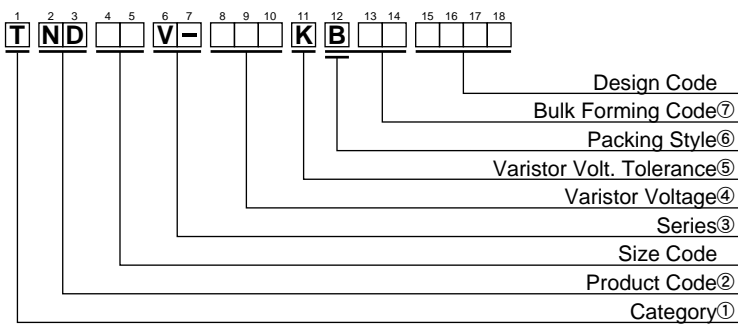 1 2 3 4 5 6 7 8 9 10 11 12 13 14 15 16 17 18
T ND V- K B
Design Code
Bulk Forming Code⑦
Packing Style⑥
Varistor Volt. Tolerance⑤
Varistor Voltage④
Series③
Size Code
Product Code②
Category①